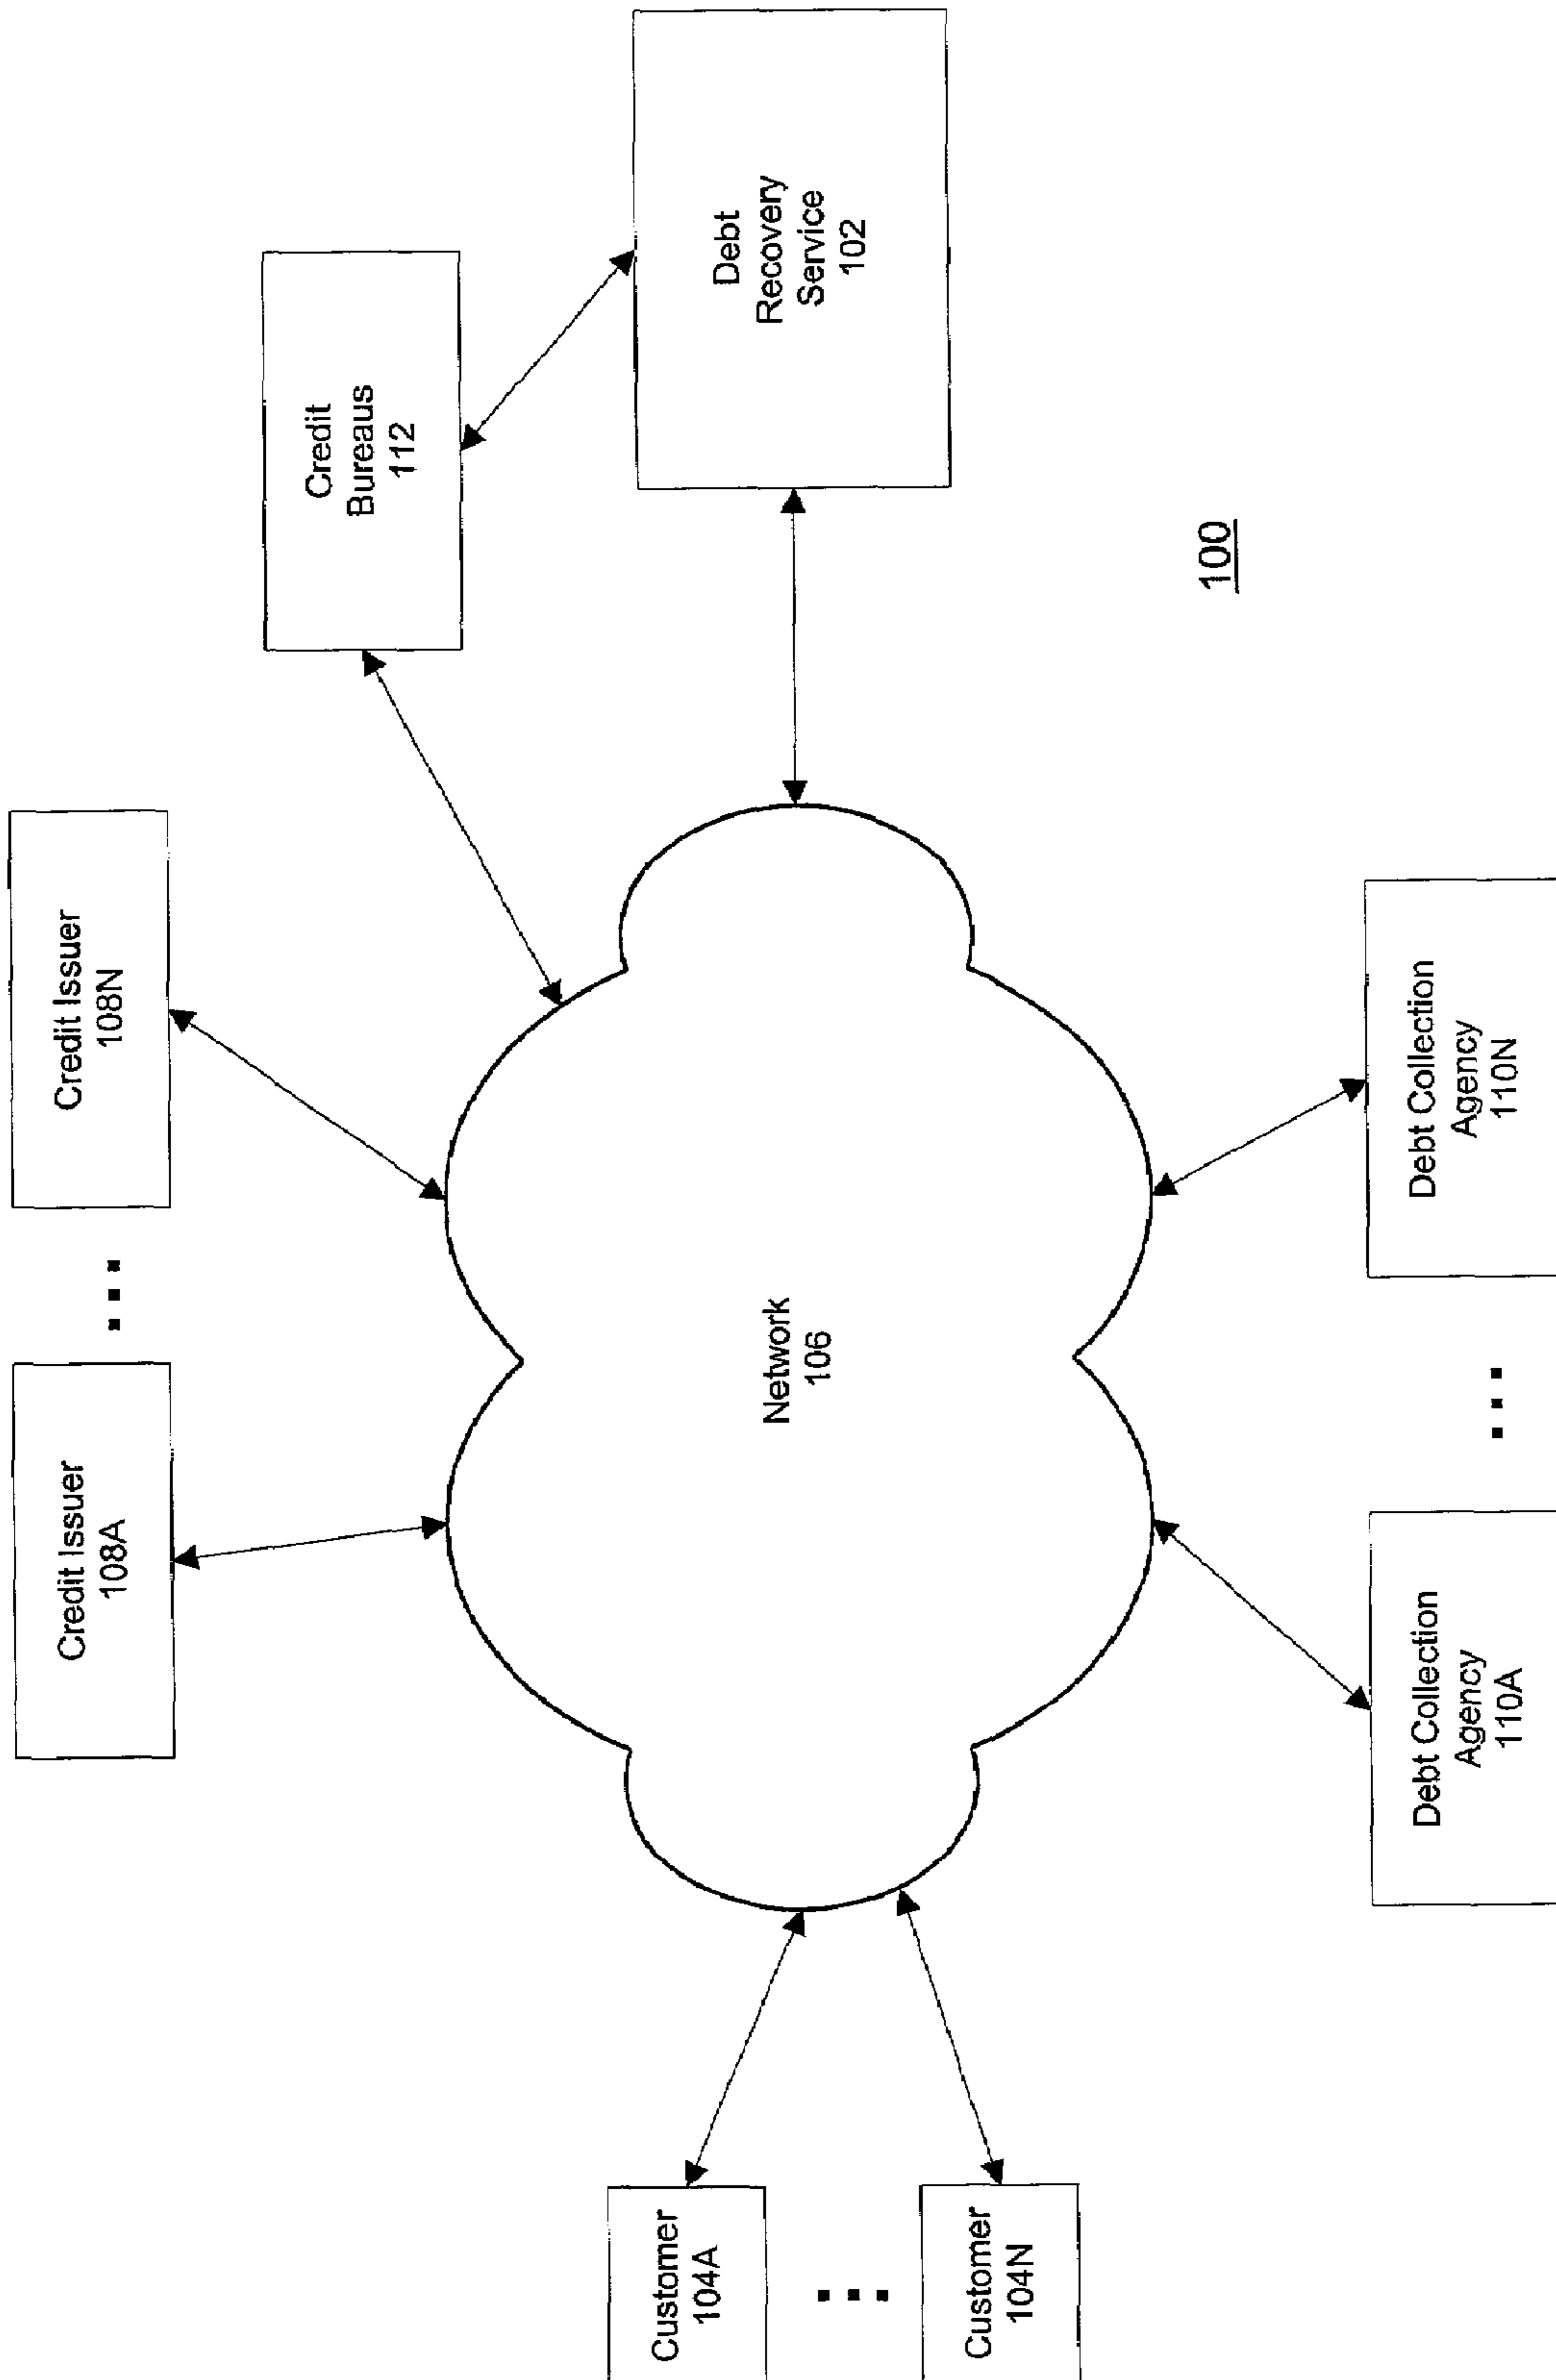 Credit Issuer
108A
Credit Issuer
108N
Credit
Bureaus
112
Customer
104A
Customer
104N
Network
106
Debt
Recovery
Service
102
100
Debt Collection
Agency
110A
Debt Collection
Agency
110N